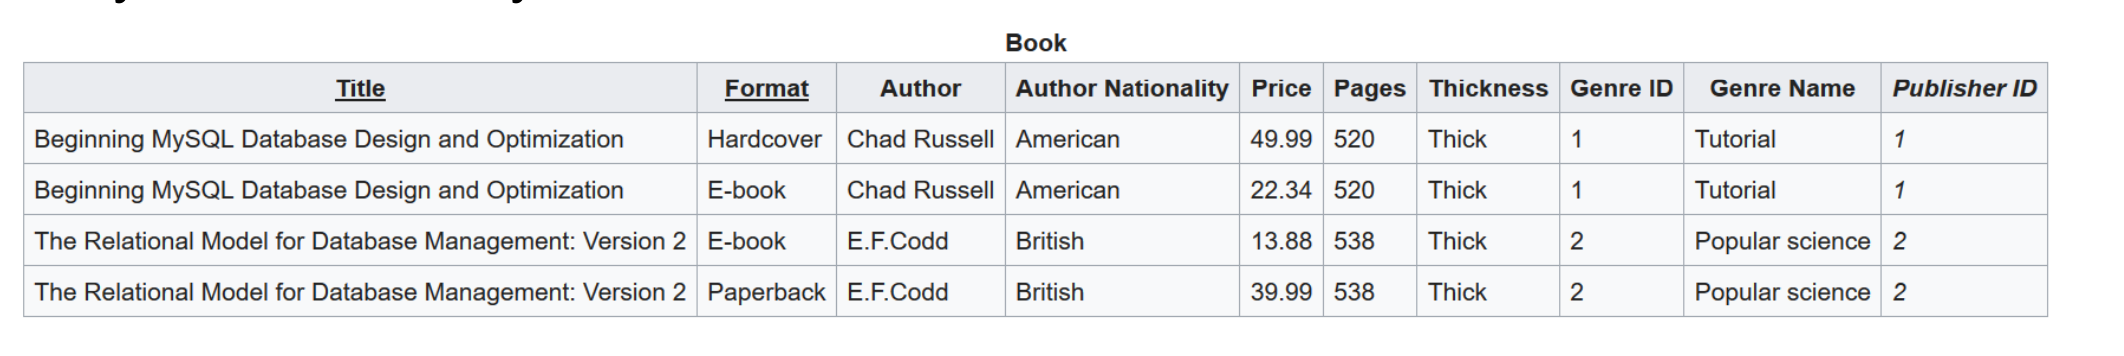 Book
Title Format Author Author Nationality Price Pages Thickness Genre ID Genre Name Publisher ID
Beginning MySQL Database Design and Optimization Hardcover Chad Russell American 49.99 520 Thick 1 Tutorial 1
Beginning MySQL Database Design and Optimization E-book Chad Russell American 22.34 520 Thick 1 Tutorial 1
The Relational Model for Database Management: Version 2 E-book E.F.Codd British 13.88 538 Thick 2 Popular science 2
The Relational Model for Database Management: Version 2 Paperback E.F.Codd British 39.99 538 Thick 2 Popular science 2